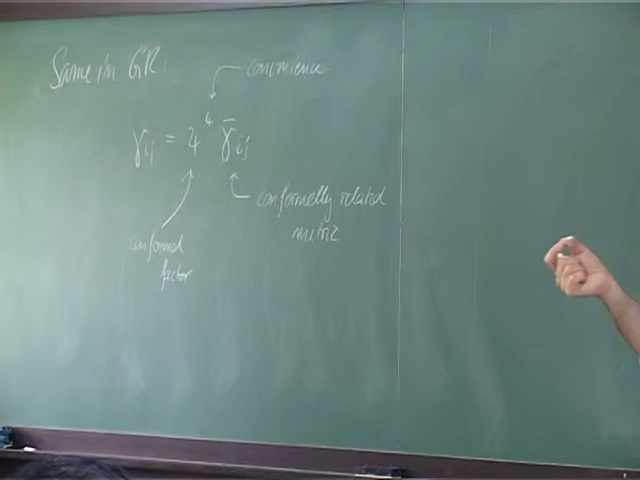 Same in GR:
convenience
γij = ψ⁴ γ̄ij
conformally related
metric
conformal
factor